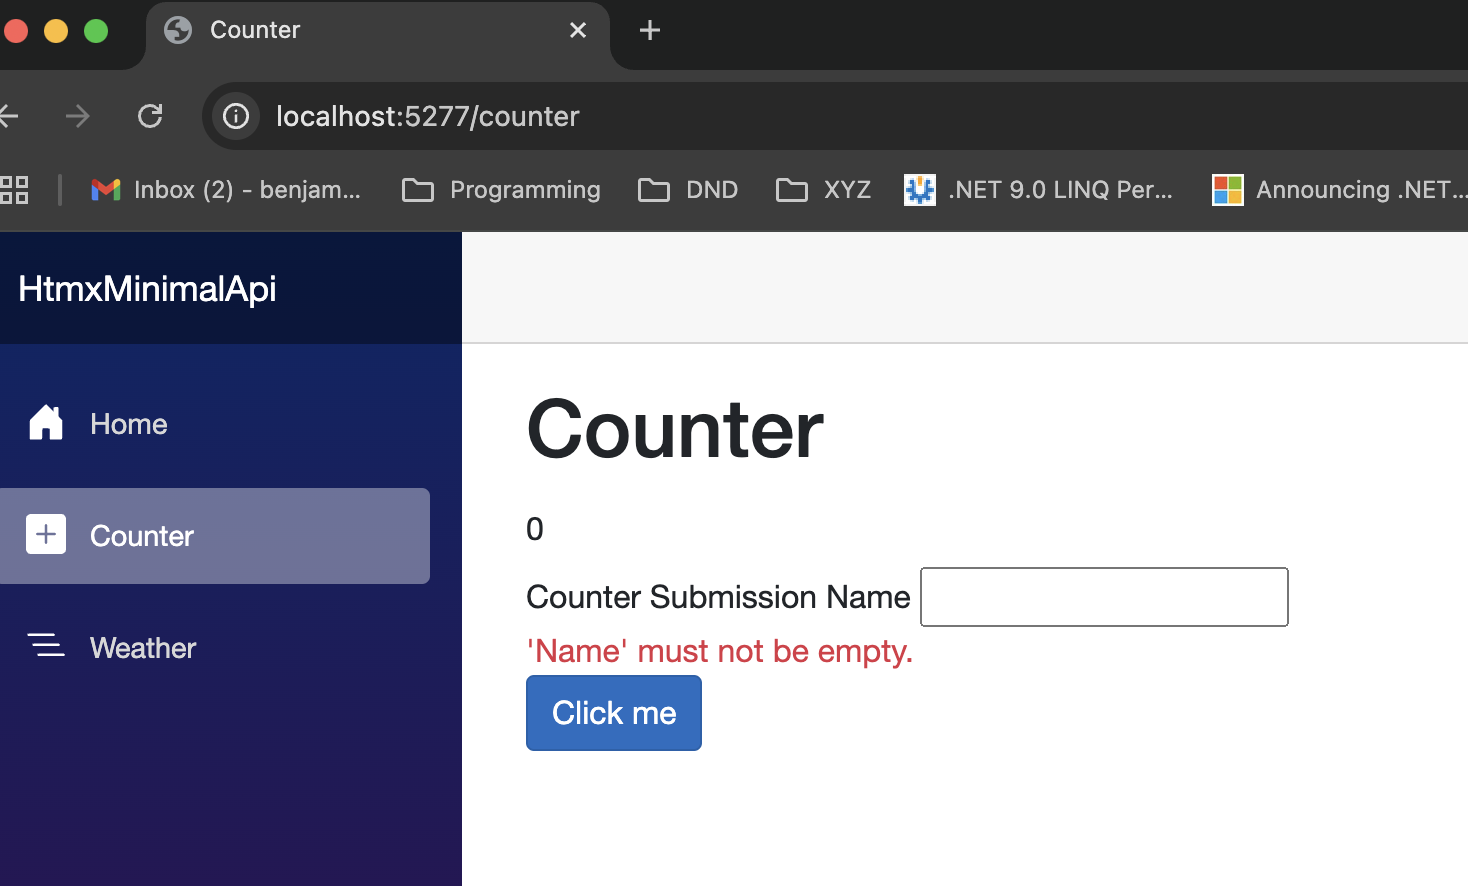 Counter
localhost:5277/counter
Inbox (2) - benjam... Programming DND XYZ .NET 9.0 LINQ Per... Announcing .NET...
HtmxMinimalApi
Home
Counter
Weather
Counter
0
Counter Submission Name
'Name' must not be empty.
Click me